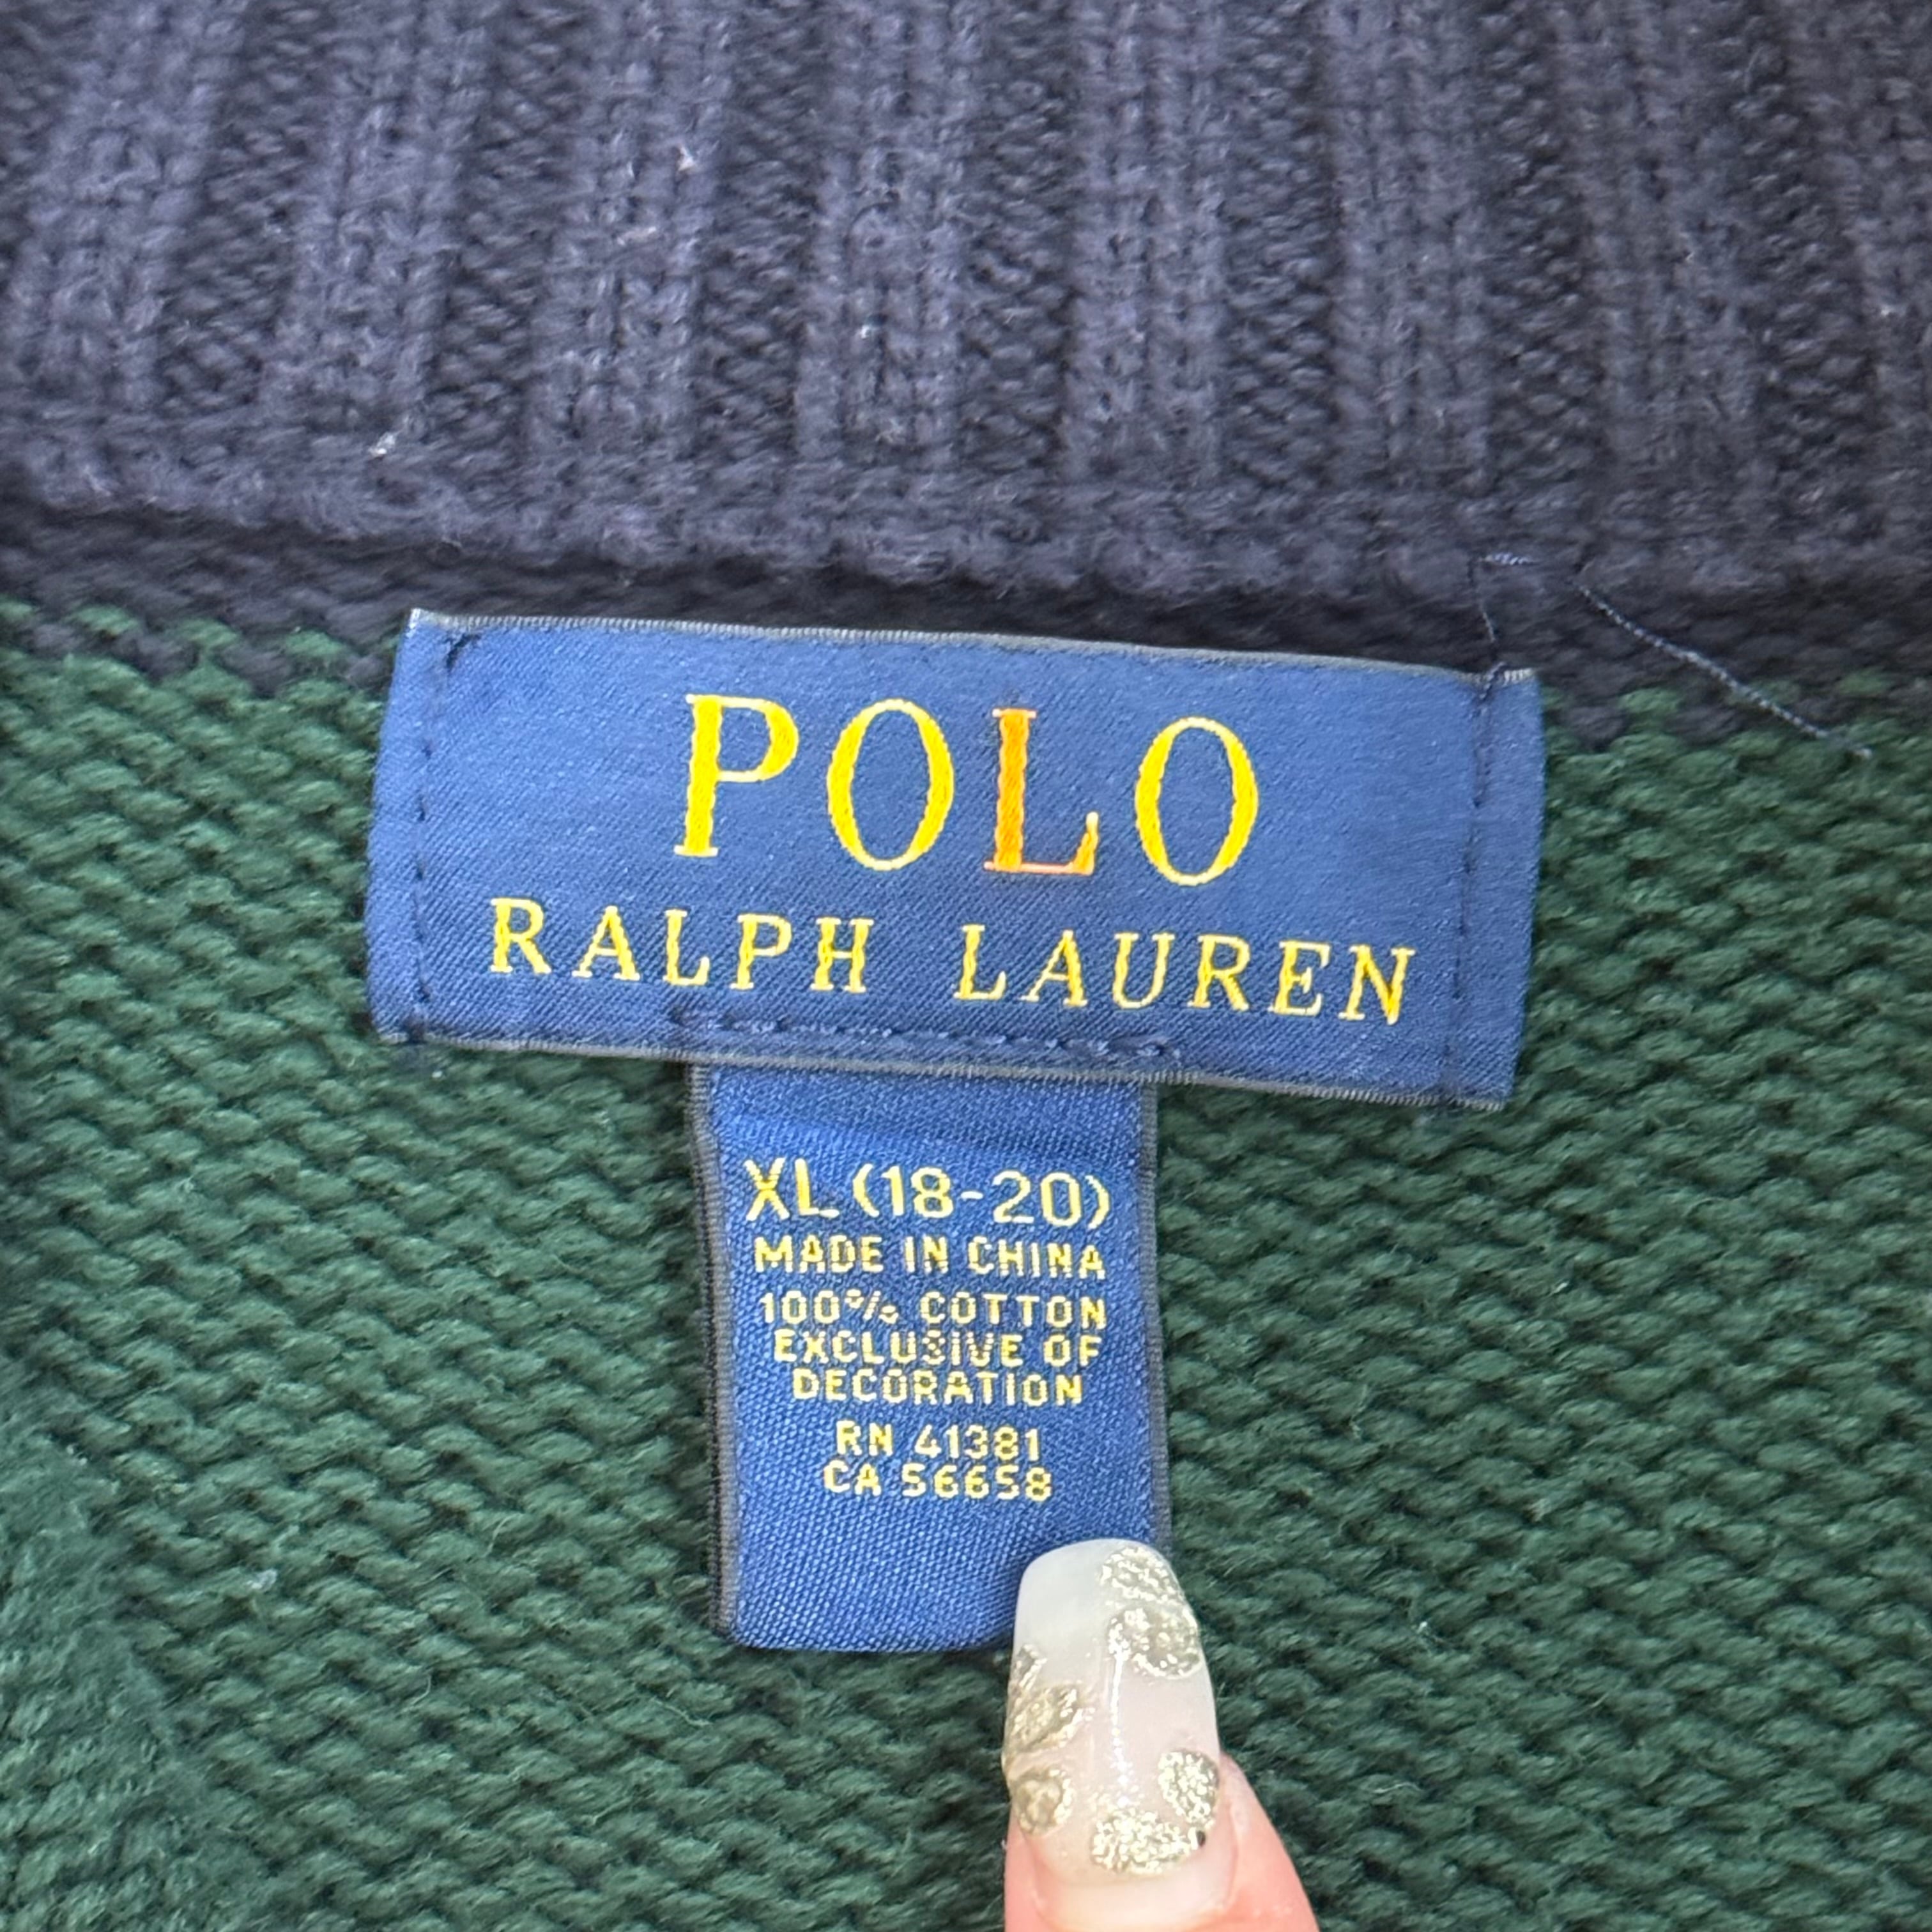 POLO
RALPH LAUREN
XL (18-20)
MADE IN CHINA
100% COTTON
EXCLUSIVE OF
DECORATION
RN 41381
CA 56658